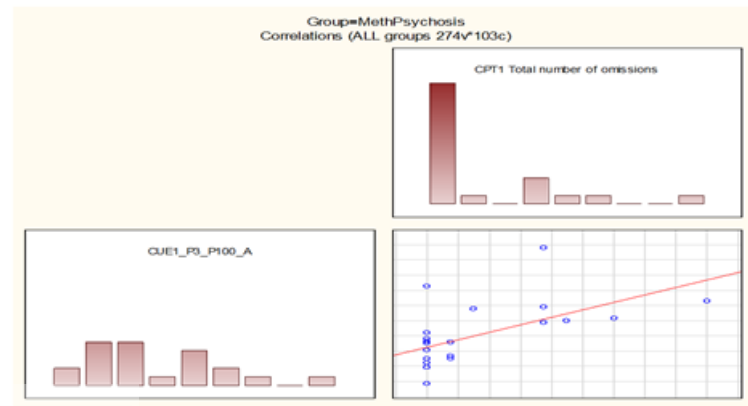 Group=MethPsychosis
Correlations (ALL groups 274v*103c)
CPT1 Total number of omissions
CUE1_P3_P100_A